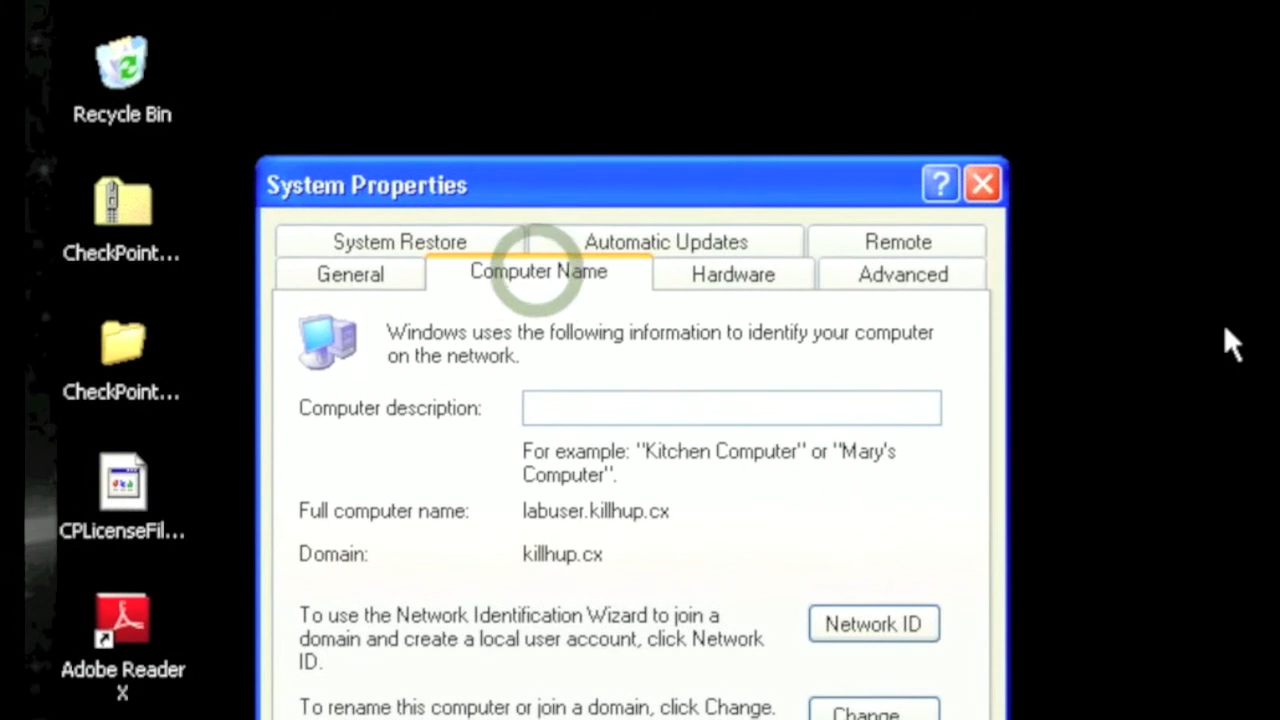 Recycle Bin
CheckPoint...
CheckPoint...
CPLicenseFil...
Adobe Reader
X
System Properties
?
System Restore
Automatic Updates
Remote
General
Computer Name
Hardware
Advanced
Windows uses the following information to identify your computer
on the network.
Computer description:
For example: "Kitchen Computer" or "Mary's
Computer".
Full computer name:
labuser.killhup.cx
Domain:
killhup.cx
To use the Network Identification Wizard to join a
domain and create a local user account, click Network
ID.
Network ID
To rename this computer or join a domain, click Change.
Change...